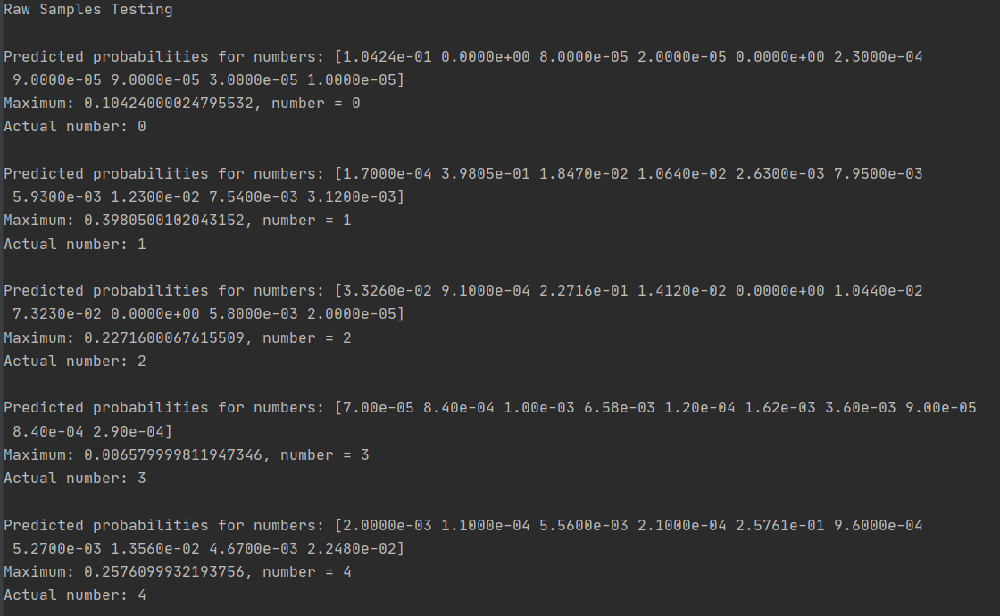 Raw Samples Testing
Predicted probabilities for numbers: [1.0424e-01 0.0000e+00 8.0000e-05 2.0000e-05 0.0000e+00 2.3000e-04
9.0000e-05 9.0000e-05 3.0000e-05 1.0000e-05]
Maximum: 0.10424000024795532, number = 0
Actual number: 0
Predicted probabilities for numbers: [1.7000e-04 3.9805e-01 1.8470e-02 1.0640e-02 2.6300e-03 7.9500e-03
5.9300e-03 1.2300e-02 7.5400e-03 3.1200e-03]
Maximum: 0.3980500102043152, number = 1
Actual number: 1
Predicted probabilities for numbers: [3.3260e-02 9.1000e-04 2.2716e-01 1.4120e-02 0.0000e+00 1.0440e-02
7.3230e-02 0.0000e+00 5.8000e-03 2.0000e-05]
Maximum: 0.2271600067615509, number = 2
Actual number: 2
Predicted probabilities for numbers: [7.00e-05 8.40e-04 1.00e-03 6.58e-03 1.20e-04 1.62e-03 3.60e-03 9.00e-05
8.40e-04 2.90e-04]
Maximum: 0.006579999811947346, number = 3
Actual number: 3
Predicted probabilities for numbers: [2.0000e-03 1.1000e-04 5.5600e-03 2.1000e-04 2.5761e-01 9.6000e-04
5.2700e-03 1.3560e-02 4.6700e-03 2.2480e-02]
Maximum: 0.2576099932193756, number = 4
Actual number: 4